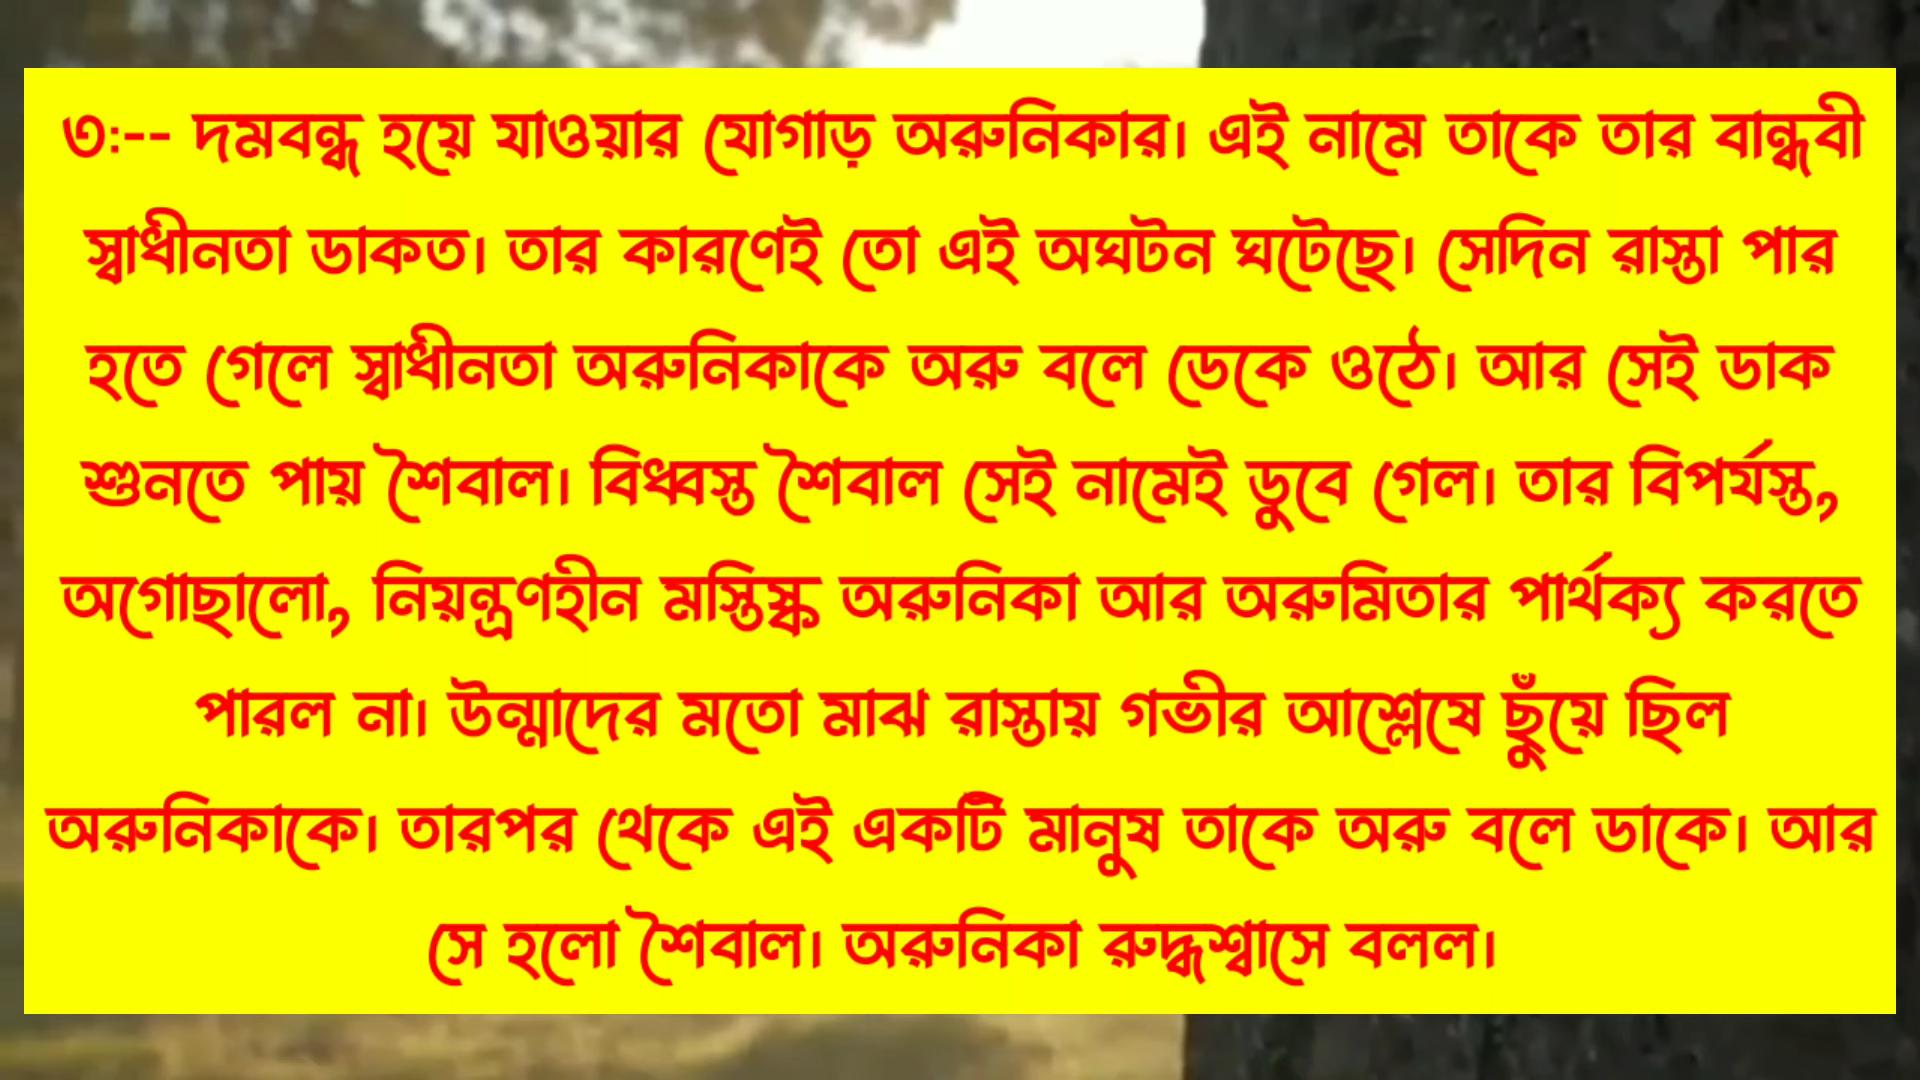 ৩:-- দমবন্ধ হয়ে যাওয়ার যোগাড় অরুনিকার। এই নামে তাকে তার বান্ধবী
স্বাধীনতা ডাকত। তার কারণেই তো এই অঘটন ঘটেছে। সেদিন রাস্তা পার
হতে গেলে স্বাধীনতা অরুনিকাকে অরু বলে ডেকে ওঠে। আর সেই ডাক
শুনতে পায় শৈবাল। বিধ্বস্ত শৈবাল সেই নামেই ডুবে গেল। তার বিপর্যস্ত,
অগোছালো, নিয়ন্ত্রণহীন মস্তিস্ক অরুনিকা আর অরুমিতার পার্থক্য করতে
পারল না। উন্মাদের মতো মাঝ রাস্তায় গভীর আশ্লেষে ছুঁয়ে ছিল
অরুনিকাকে। তারপর থেকে এই একটি মানুষ তাকে অরু বলে ডাকে। আর
সে হলো শৈবাল। অরুনিকা রুদ্ধশ্বাসে বলল।